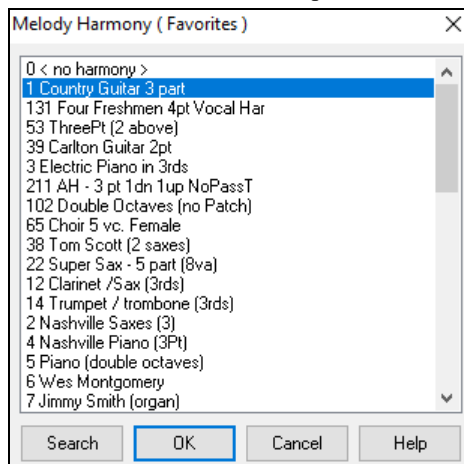 Melody Harmony ( Favorites )
0 < no harmony >
1 Country Guitar 3 part
131 Four Freshmen 4pt Vocal Har
53 ThreePt (2 above)
39 Carlton Guitar 2pt
3 Electric Piano in 3rds
211 AH - 3 pt 1dn 1up NoPassT
102 Double Octaves (no Patch)
65 Choir 5 vc. Female
38 Tom Scott (2 saxes)
22 Super Sax - 5 part (8va)
12 Clarinet /Sax (3rds)
14 Trumpet / trombone (3rds)
2 Nashville Saxes (3)
4 Nashville Piano (3Pt)
5 Piano (double octaves)
6 Wes Montgomery
7 Jimmy Smith (organ)
Search OK Cancel Help